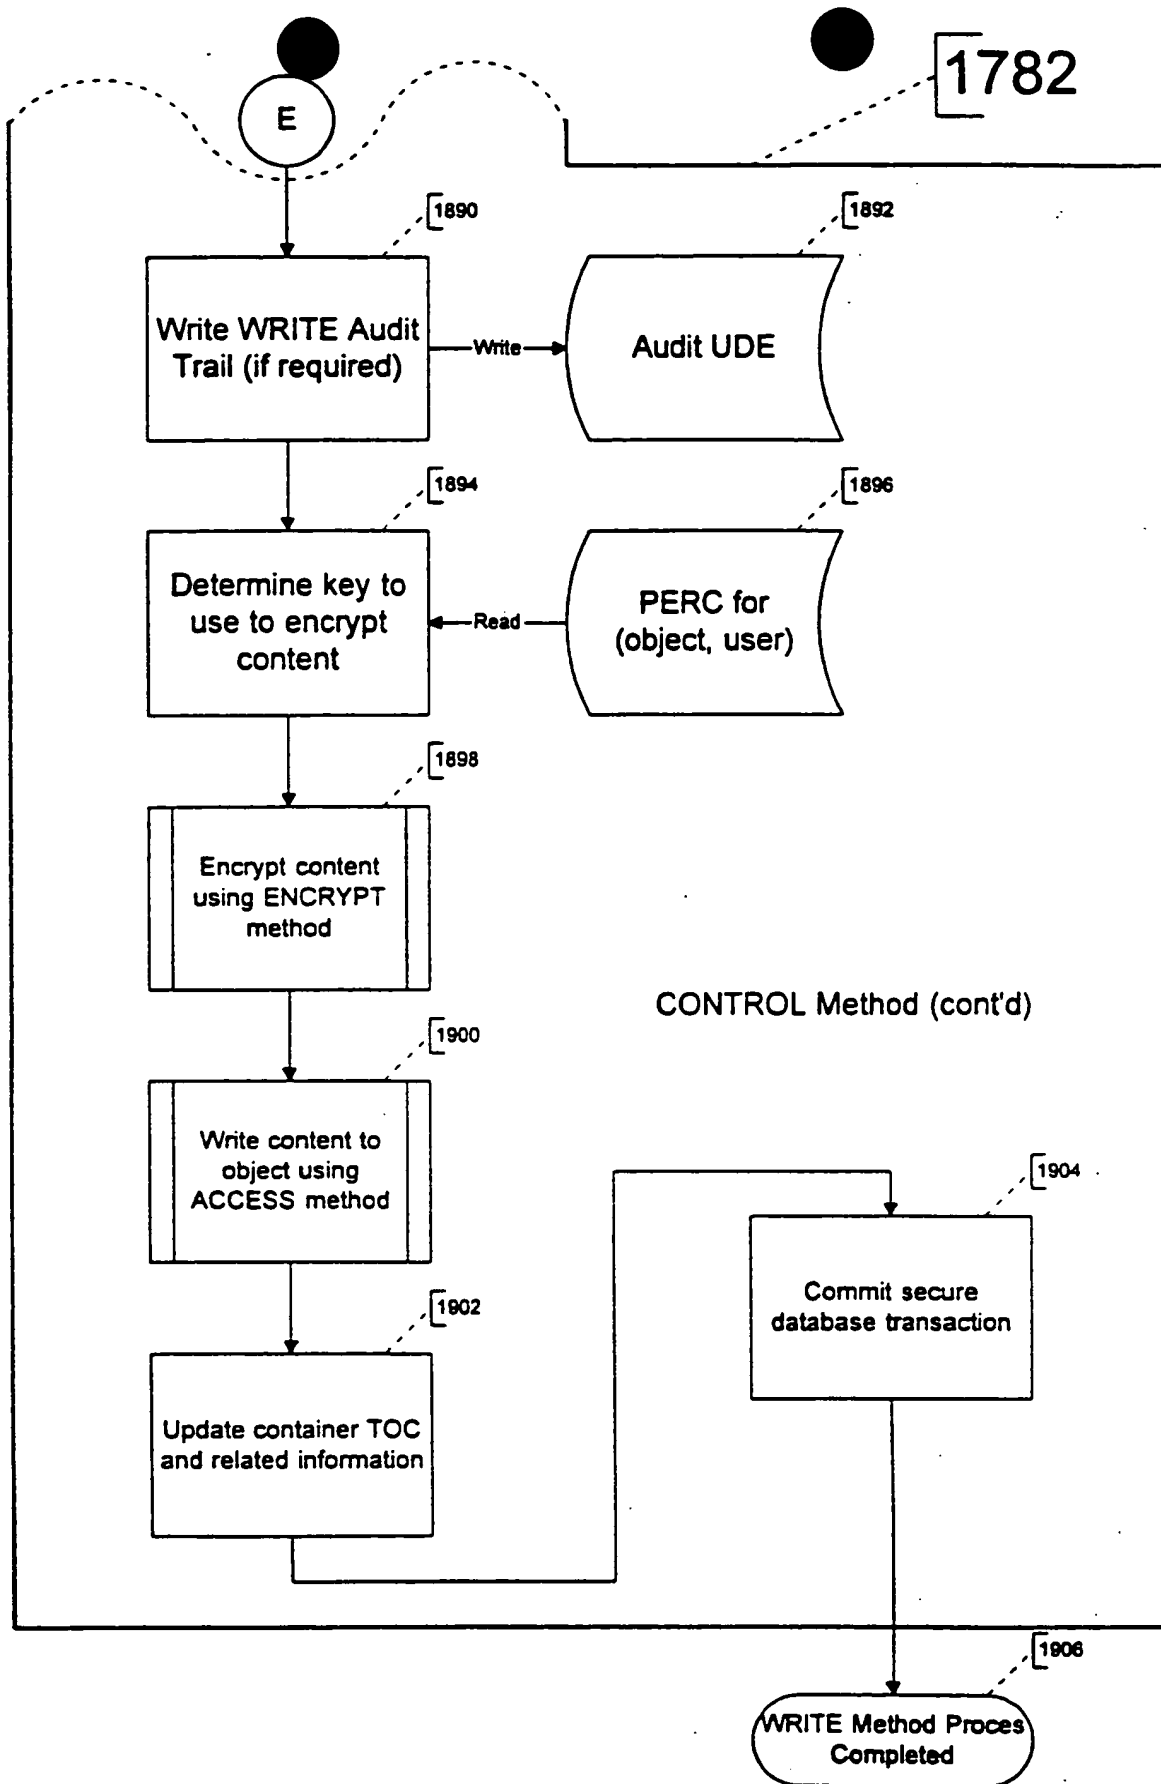 1782
E
1890
1892
Write WRITE Audit
Trail (if required)
Write
Audit UDE
1894
1896
Determine key to
use to encrypt
content
Read
PERC for
(object, user)
1898
Encrypt content
using ENCRYPT
method
CONTROL Method (cont'd)
1900
Write content to
object using
ACCESS method
1904
Commit secure
database transaction
1902
Update container TOC
and related information
1906
WRITE Method Proces
Completed